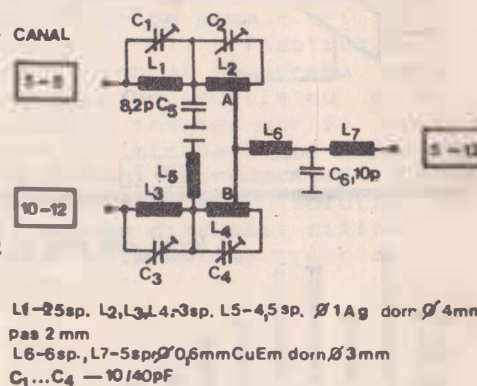 CANAL
C1
C2
5-8
L1
L2
A
8,2p C5
L6
L7
5-12
C6,10p
L5
10-12
L3
B
L4
C3
C4
L1-25sp. L2,L3,L4-3sp. L5-4,5sp. Ø1Ag dorn Ø4mm
pas 2mm
L6-6sp., L7-5sp,Ø0,6mmCuEm dorn,Ø3mm
C1...C4 —10/40pF